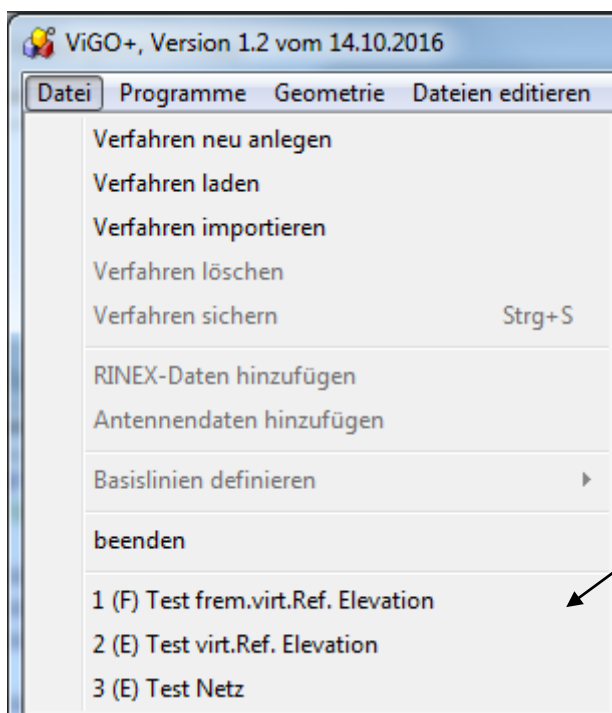 ViGO+, Version 1.2 vom 14.10.2016
Datei Programme Geometrie Dateien editieren
Verfahren neu anlegen
Verfahren laden
Verfahren importieren
Verfahren löschen
Verfahren sichern Strg+S
RINEX-Daten hinzufügen
Antennendaten hinzufügen
Basislinien definieren
beenden
1 (F) Test frem.virt.Ref. Elevation
2 (E) Test virt.Ref. Elevation
3 (E) Test Netz